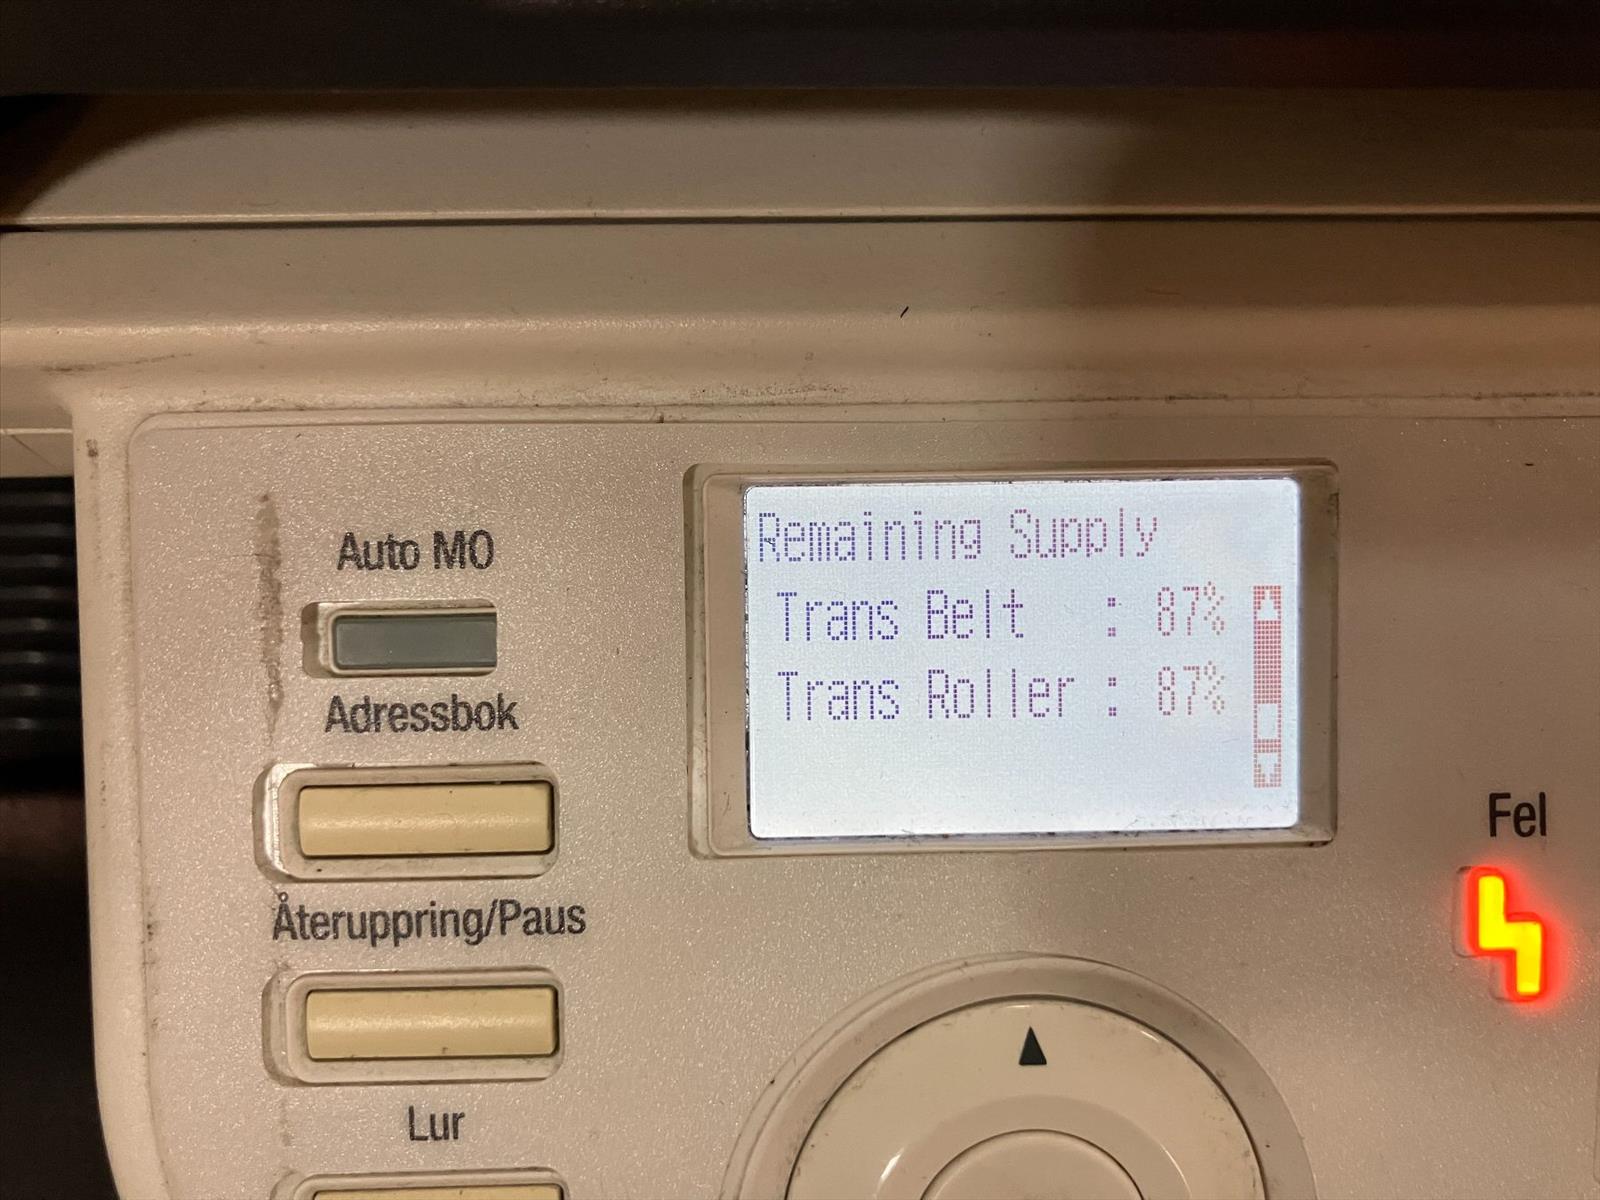 Remaining Supply
Trans Belt : 87%
Trans Roller : 87%
Auto MO
Adressbok
Återuppring/Paus
Lur
Fel